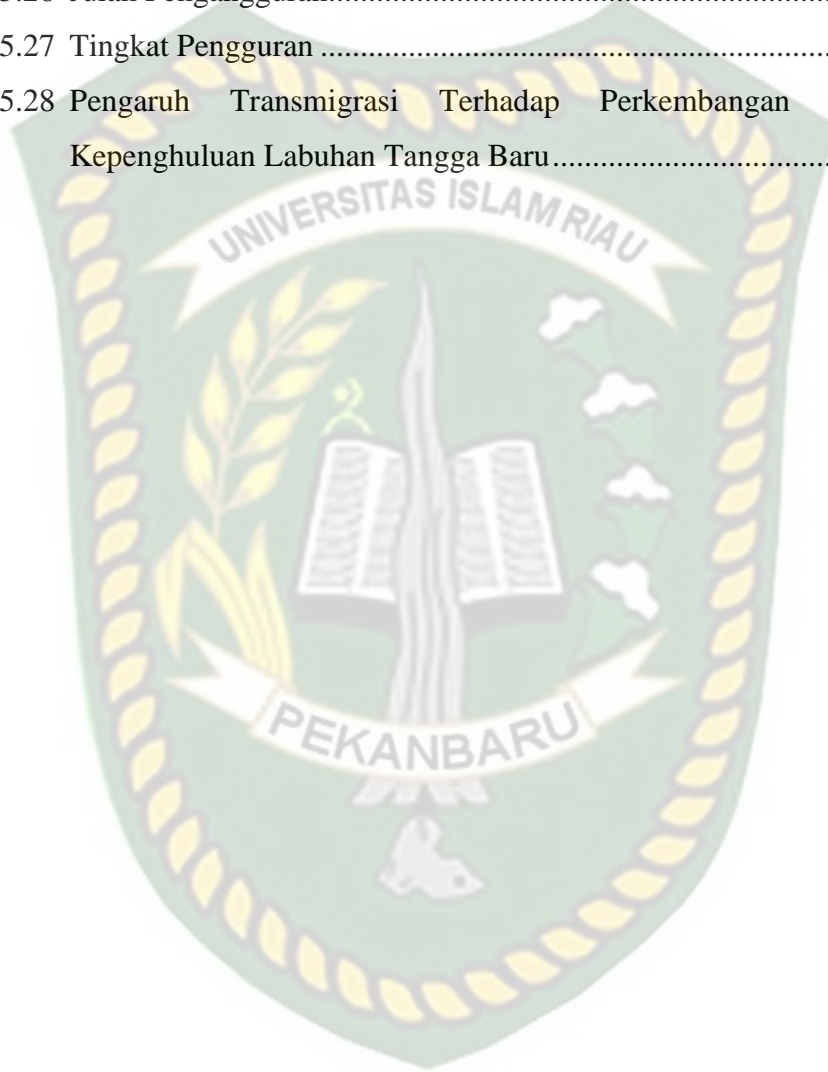 5.27 Tingkat Pengguran ..................................................................
5.28 Pengaruh Transmigrasi Terhadap Perkembangan
Kepenghuluan Labuhan Tangga Baru...................................
UNIVERSITAS ISLAM RIAU
PEKANBARU